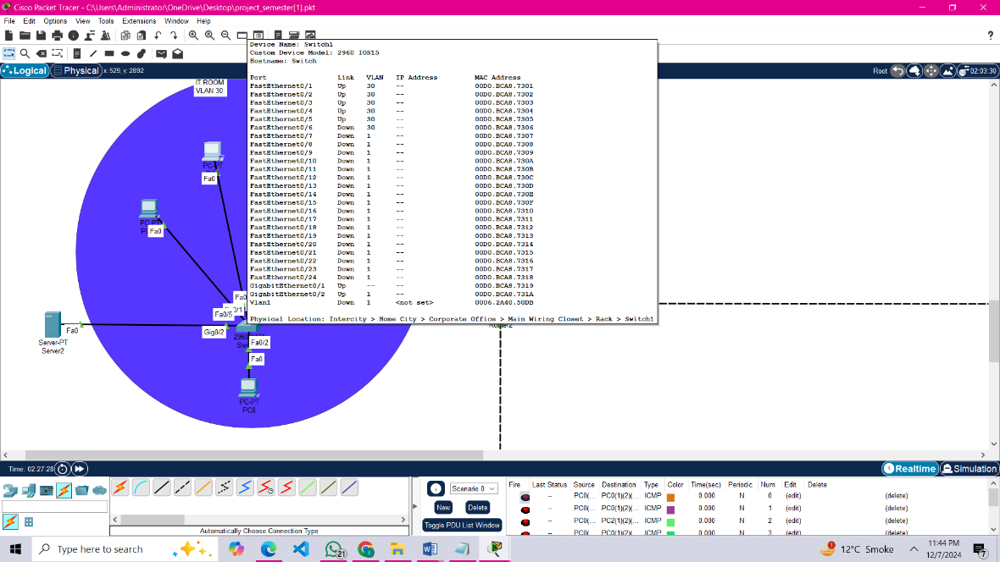 Cisco Packet Tracer - C:\Users\Administrator\OneDrive\Desktop\project_semester[1].pkt
File Edit Options View Tools Extensions Window Help
Logical Physical x: 529, y: 2892
Root 02:03:30
IT ROOM
VLAN 30
Device Name: Switch1
Custom Device Model: 2960 IOS15
Hostname: Switch
Port Link VLAN IP Address MAC Address
FastEthernet0/1 Up 30 -- 00D0.BCA8.7301
FastEthernet0/2 Up 30 -- 00D0.BCA8.7302
FastEthernet0/3 Up 30 -- 00D0.BCA8.7303
FastEthernet0/4 Up 30 -- 00D0.BCA8.7304
FastEthernet0/5 Up 30 -- 00D0.BCA8.7305
FastEthernet0/6 Down 30 -- 00D0.BCA8.7306
FastEthernet0/7 Down 1 -- 00D0.BCA8.7307
FastEthernet0/8 Down 1 -- 00D0.BCA8.7308
FastEthernet0/9 Down 1 -- 00D0.BCA8.7309
FastEthernet0/10 Down 1 -- 00D0.BCA8.730A
FastEthernet0/11 Down 1 -- 00D0.BCA8.730B
FastEthernet0/12 Down 1 -- 00D0.BCA8.730C
FastEthernet0/13 Down 1 -- 00D0.BCA8.730D
FastEthernet0/14 Down 1 -- 00D0.BCA8.730E
FastEthernet0/15 Down 1 -- 00D0.BCA8.730F
FastEthernet0/16 Down 1 -- 00D0.BCA8.7310
FastEthernet0/17 Down 1 -- 00D0.BCA8.7311
FastEthernet0/18 Down 1 -- 00D0.BCA8.7312
FastEthernet0/19 Down 1 -- 00D0.BCA8.7313
FastEthernet0/20 Down 1 -- 00D0.BCA8.7314
FastEthernet0/21 Down 1 -- 00D0.BCA8.7315
FastEthernet0/22 Down 1 -- 00D0.BCA8.7316
FastEthernet0/23 Down 1 -- 00D0.BCA8.7317
FastEthernet0/24 Down 1 -- 00D0.BCA8.7318
GigabitEthernet0/1 Up -- -- 00D0.BCA8.7319
GigabitEthernet0/2 Up 1 -- 00D0.BCA8.731A
Vlan1 Down 1 <not set> 0006.2A40.50DB
Physical Location: Intercity > Home City > Corporate Office > Main Wiring Closet > Rack > Switch1
PC-PT
Fa0
PC-PT
Fa0
Fa0
Fa0/5
Fa0
Gig0/2
Fa0/2
Fa0
Server-PT
Server2
PC-PT
PC8
Router2
Time: 02:27:28
Realtime Simulation
Scenario 0
New Delete
Toggle PDU List Window
Automatically Choose Connection Type
Fire Last Status Source Destination Type Color Time(sec) Periodic Num Edit Delete
-- PC0(... PC0(1)(2)(... ICMP 0.000 N 0 (edit) (delete)
-- PC0(... PC0(1)(2)(... ICMP 0.000 N 1 (edit) (delete)
-- PC0(... PC2(1)(2)(... ICMP 0.000 N 2 (edit) (delete)
-- PC0(... PC0(1)(2)(... ICMP 0.000 N 3 (edit) (delete)
Type here to search
21
12°C Smoke
11:44 PM
12/7/2024
7